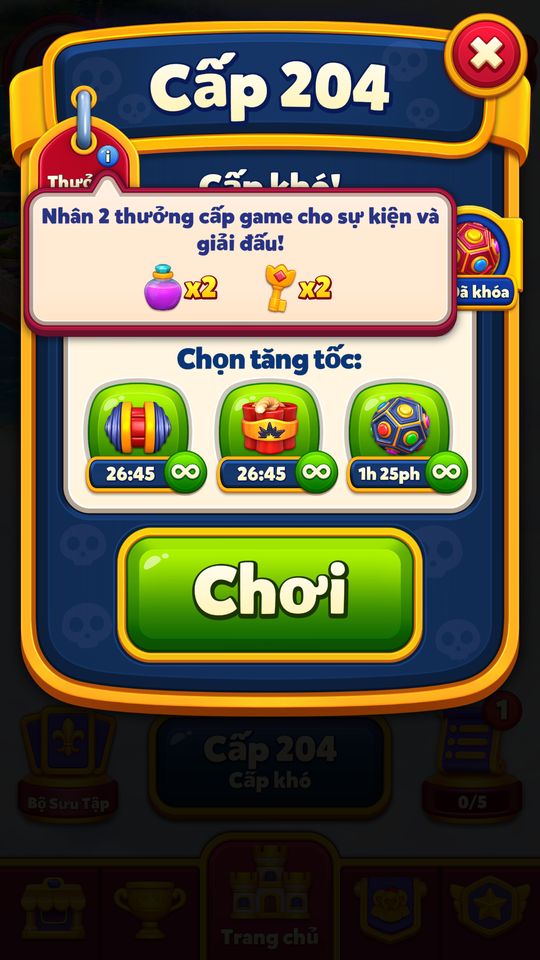 Cấp 204
Thưở
Cấp khó!
Nhân 2 thưởng cấp game cho sự kiện và
giải đấu!
x2
x2
khóa
Chọn tăng tốc:
26:45
26:45
1h 25ph
Chơi
1
Cấp 204
Cấp khó
Bộ Sưu Tập
0/5
Trang chủ